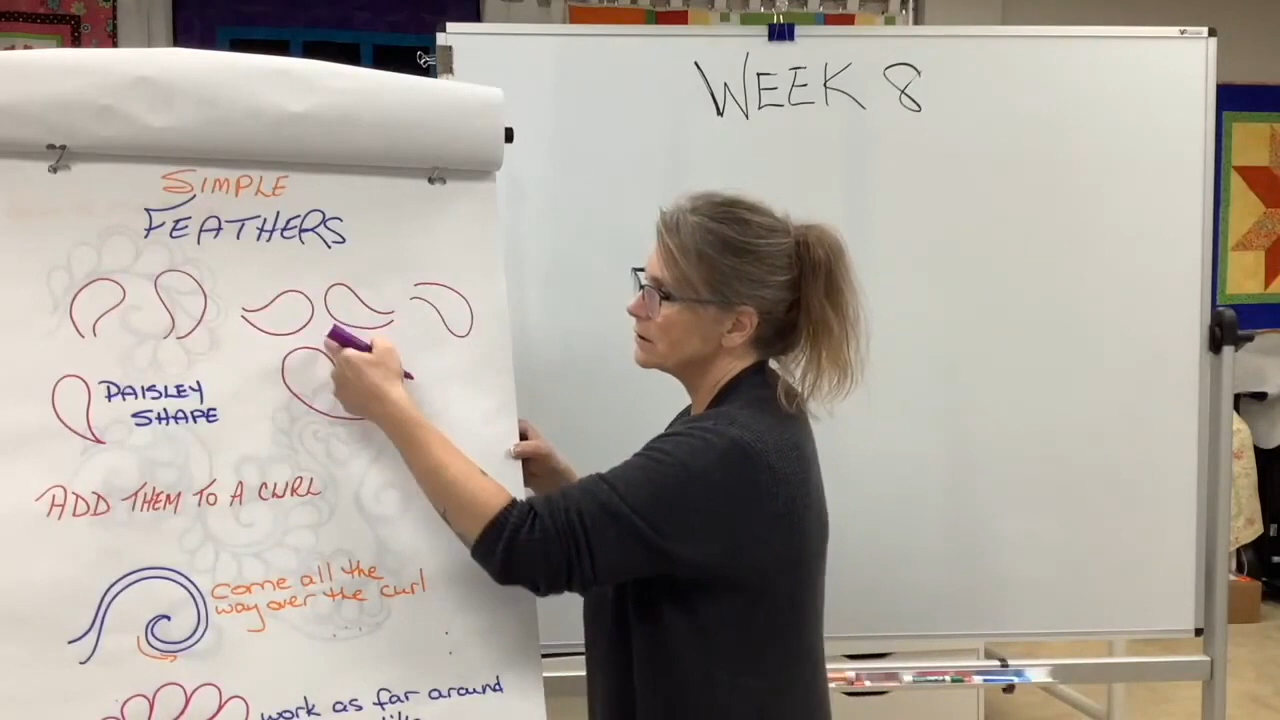 WEEK 8
SIMPLE
FEATHERS
PAISLEY
SHAPE
ADD THEM TO A CURL
come all the
way over the curl
...
work as far around
like